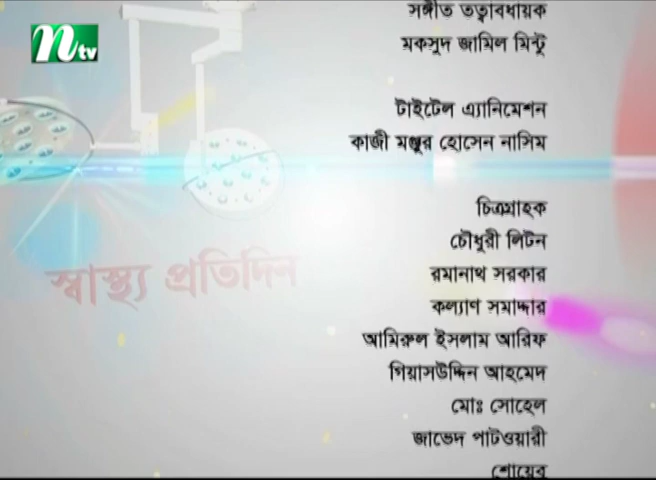 ntv
সঙ্গীত তত্বাবধায়ক
মকসুদ জামিল মিন্টু
টাইটেল এ্যানিমেশন
কাজী মঞ্জুর হোসেন নাসিম
চিত্রগ্রাহক
চৌধুরী লিটন
স্বাস্থ্য প্রতিদিন
রমানাথ সরকার
কল্যাণ সমাদ্দার
আমিরুল ইসলাম আরিফ
গিয়াসউদ্দিন আহমেদ
মোঃ সোহেল
জাভেদ পাটওয়ারী